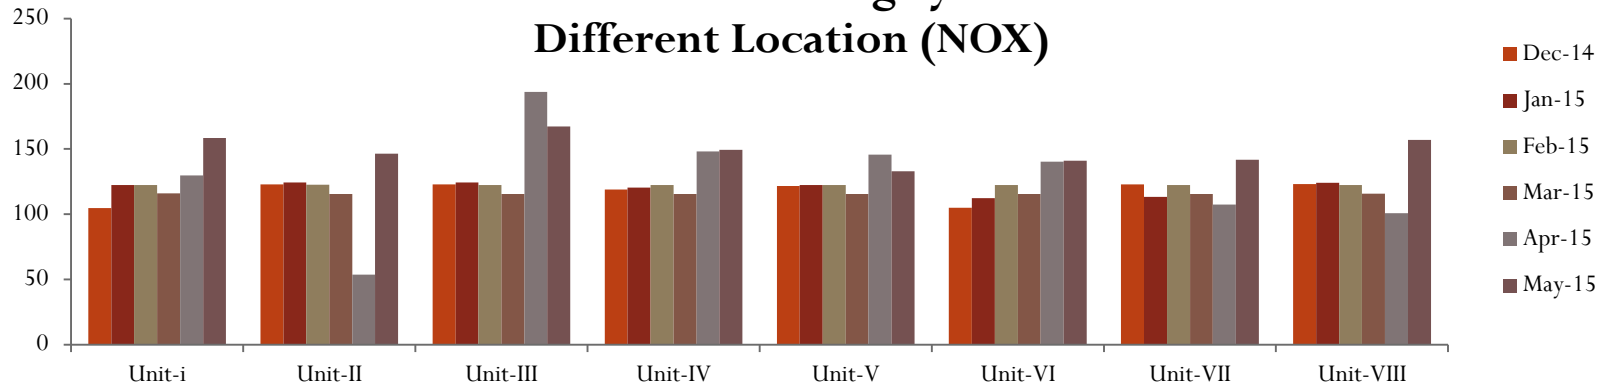 Different Location (NOX)
250
200
150
100
50
0
Unit-i Unit-II Unit-III Unit-IV Unit-V Unit-VI Unit-VII Unit-VIII
Dec-14
Jan-15
Feb-15
Mar-15
Apr-15
May-15